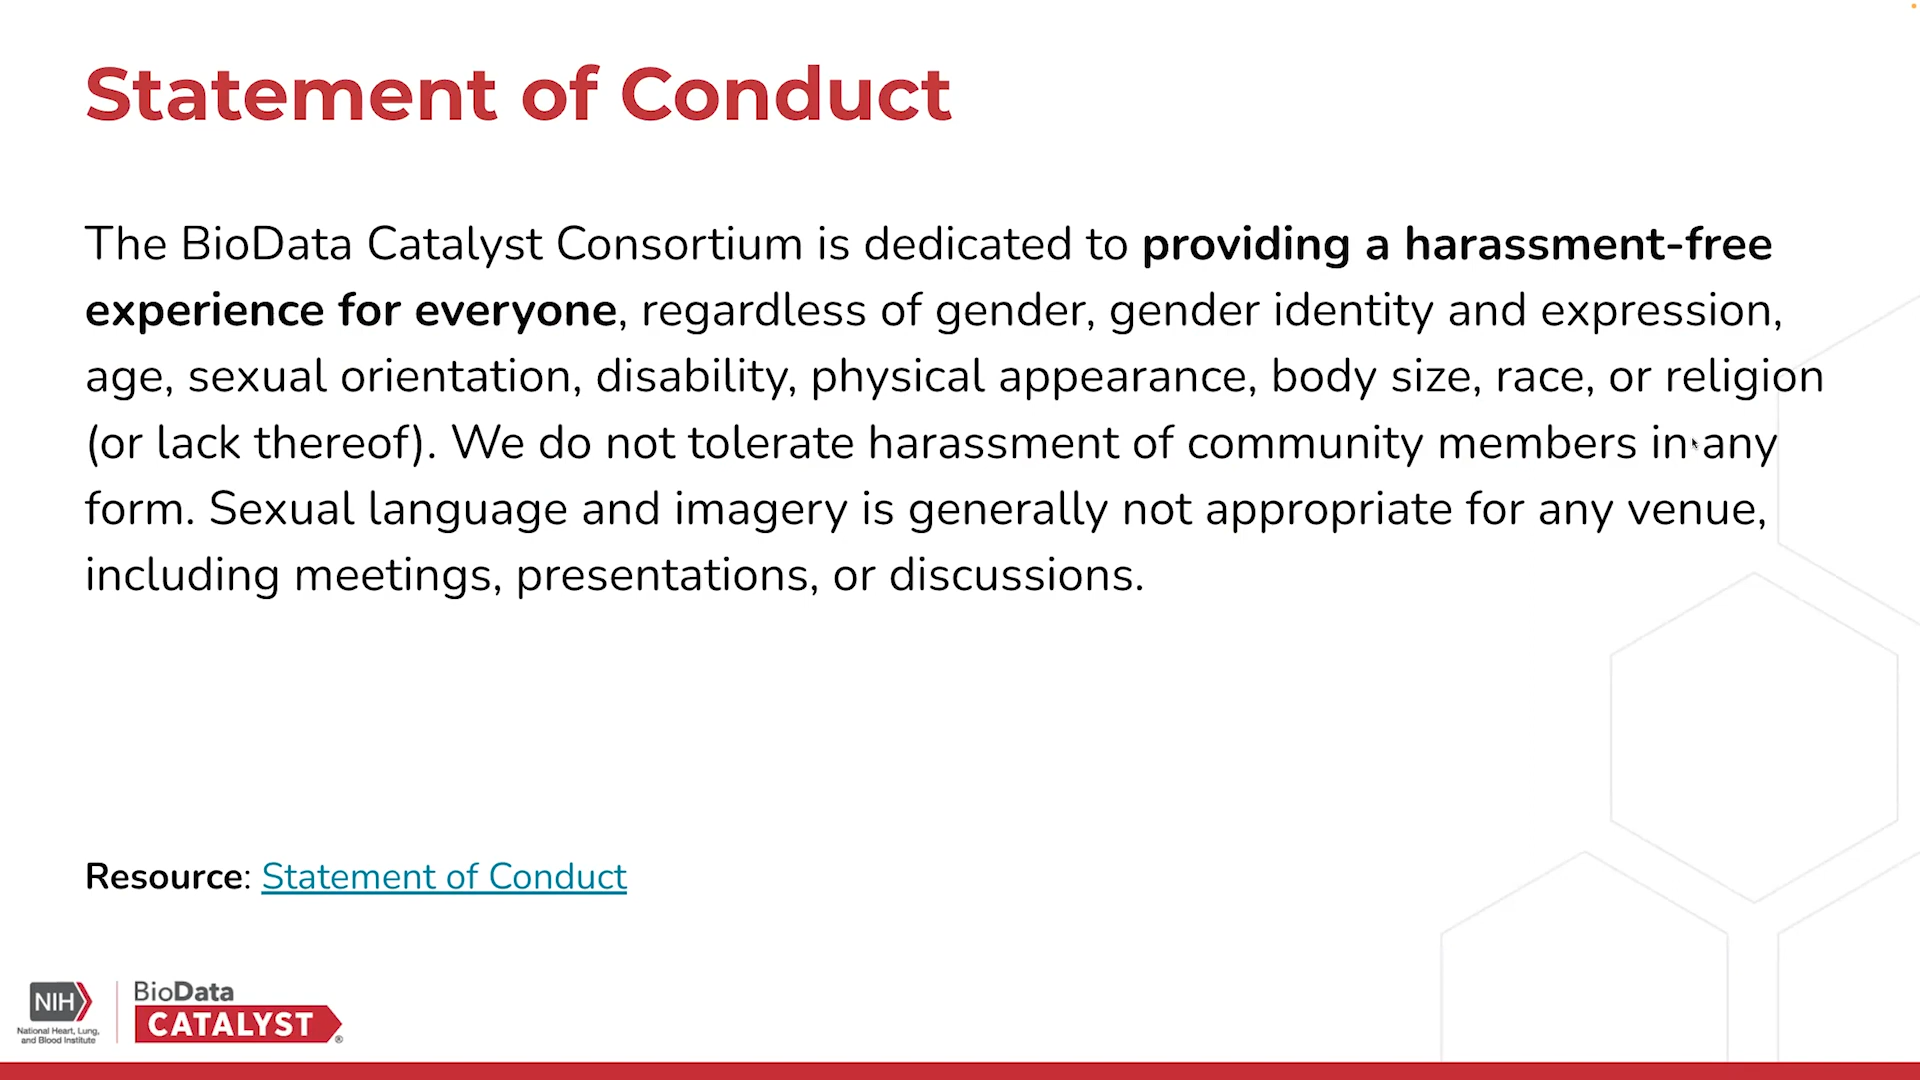 Statement of Conduct
The BioData Catalyst Consortium is dedicated to providing a harassment-free
experience for everyone, regardless of gender, gender identity and expression,
age, sexual orientation, disability, physical appearance, body size, race, or religion
(or lack thereof). We do not tolerate harassment of community members in any
form. Sexual language and imagery is generally not appropriate for any venue,
including meetings, presentations, or discussions.
Resource: Statement of Conduct
NIH
National Heart, Lung,
and Blood Institute
BioData
CATALYST®